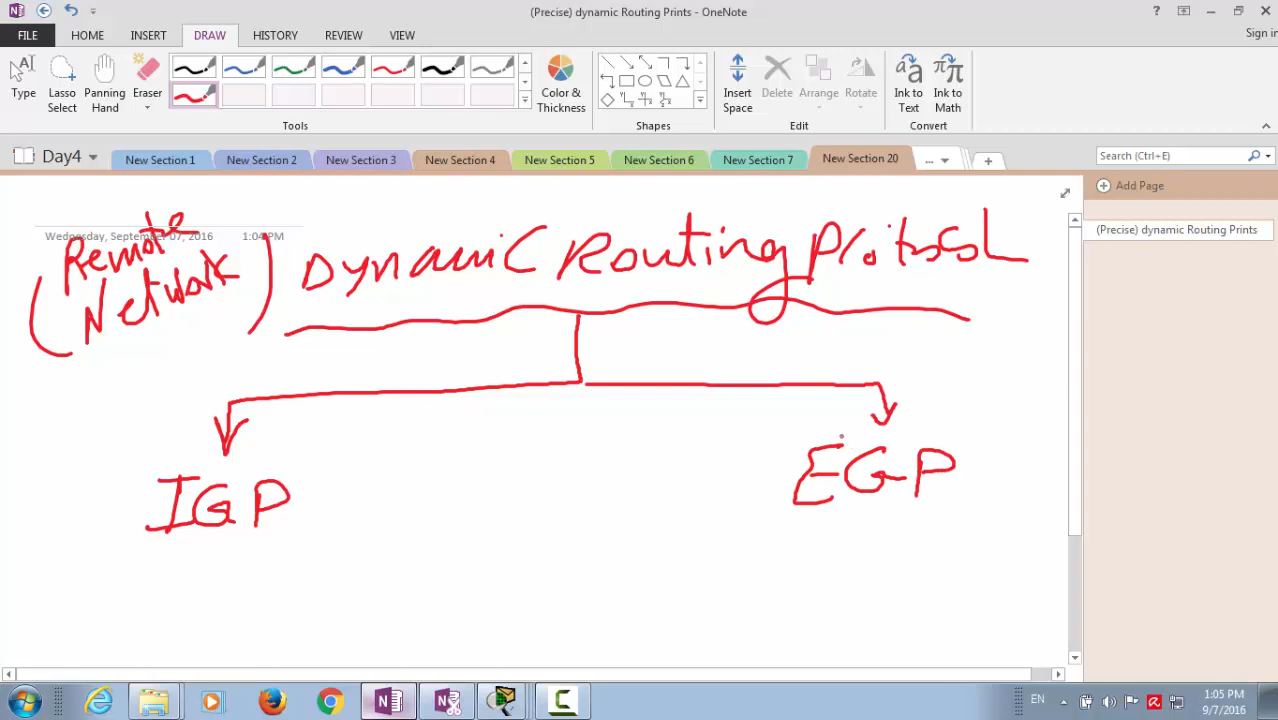 (Precise) dynamic Routing Prints - OneNote
FILE HOME INSERT DRAW HISTORY REVIEW VIEW Sign in
Type Lasso Select Panning Hand Eraser Color & Thickness Insert Space Delete Arrange Rotate Ink to Text Ink to Math
Tools Shapes Edit Convert
Day4 New Section 1 New Section 2 New Section 3 New Section 4 New Section 5 New Section 6 New Section 7 New Section 20 ... Search (Ctrl+E)
Add Page
(Precise) dynamic Routing Prints
Wednesday, September 07, 2016 1:04 PM
(Remote
Network)
Dynamic Routing Protocol
IGP
EGP
EN 1:05 PM
9/7/2016